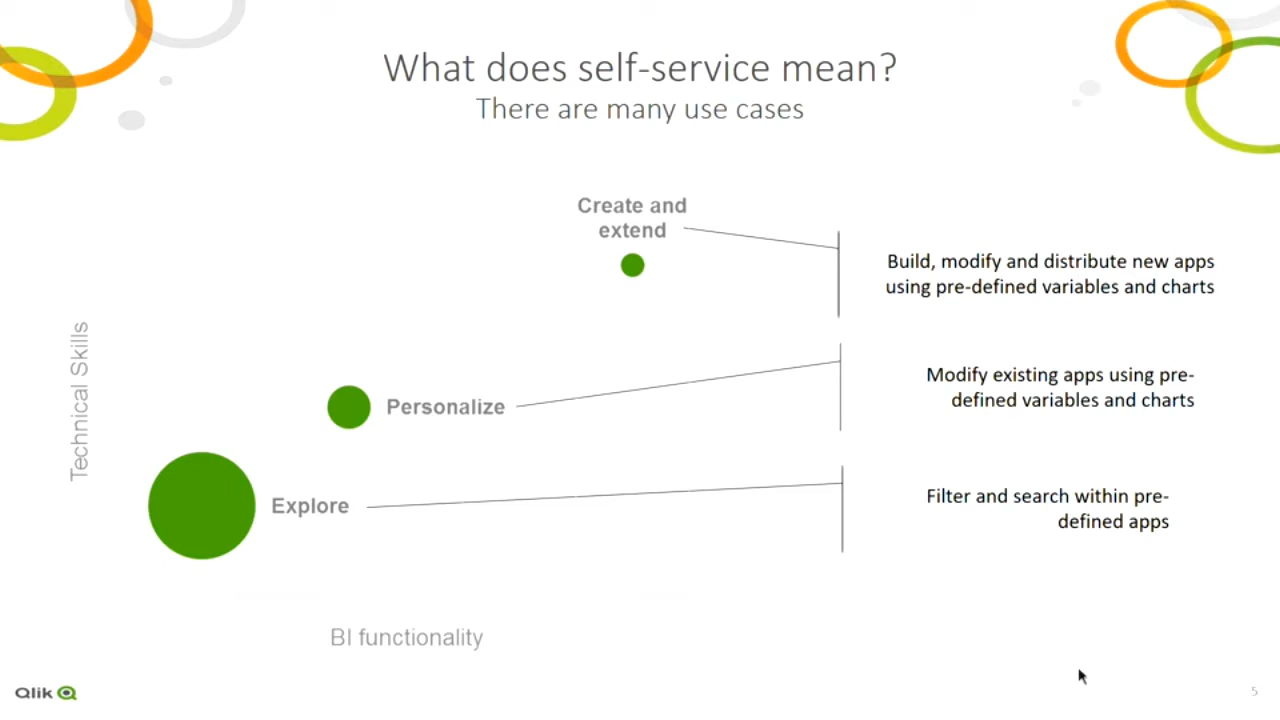 What does self-service mean?
There are many use cases
Create and
extend
Build, modify and distribute new apps
using pre-defined variables and charts
Technical Skills
Personalize
Modify existing apps using pre-
defined variables and charts
Explore
Filter and search within pre-
defined apps
BI functionality
Qlik
5